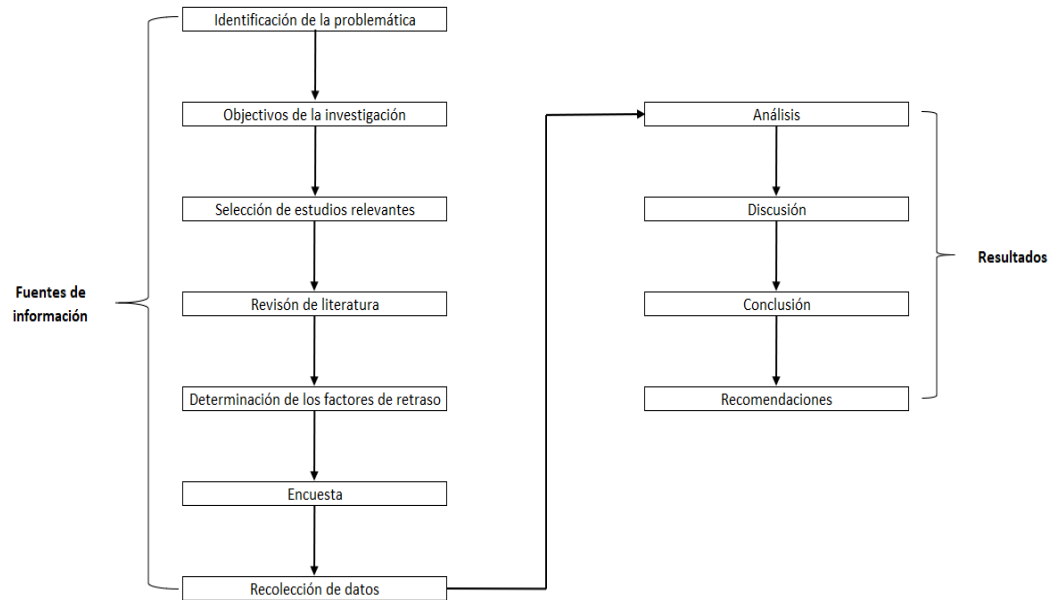 Identificación de la problemática
Objectivos de la investigación
Selección de estudios relevantes
Revisón de literatura
Determinación de los factores de retraso
Encuesta
Recolección de datos
Fuentes de
información
Análisis
Discusión
Conclusión
Recomendaciones
Resultados